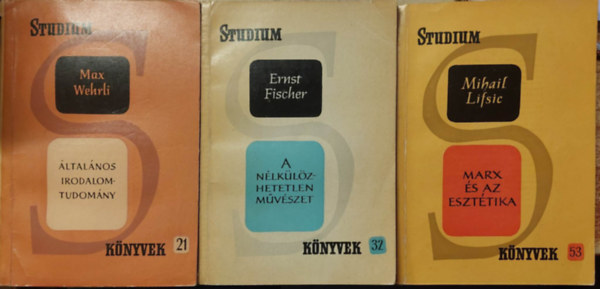 STUDIUM
Max
Wehrli
ÁLTALÁNOS
IRODALOM-
TUDOMÁNY
KÖNYVEK 21
STUDIUM
Ernst
Fischer
A
NÉLKÜLÖZ-
HETETLEN
MŰVÉSZET
KÖNYVEK 32
STUDIUM
Mihail
Lifsic
MARX
ÉS AZ
ESZTÉTIKA
KÖNYVEK 53